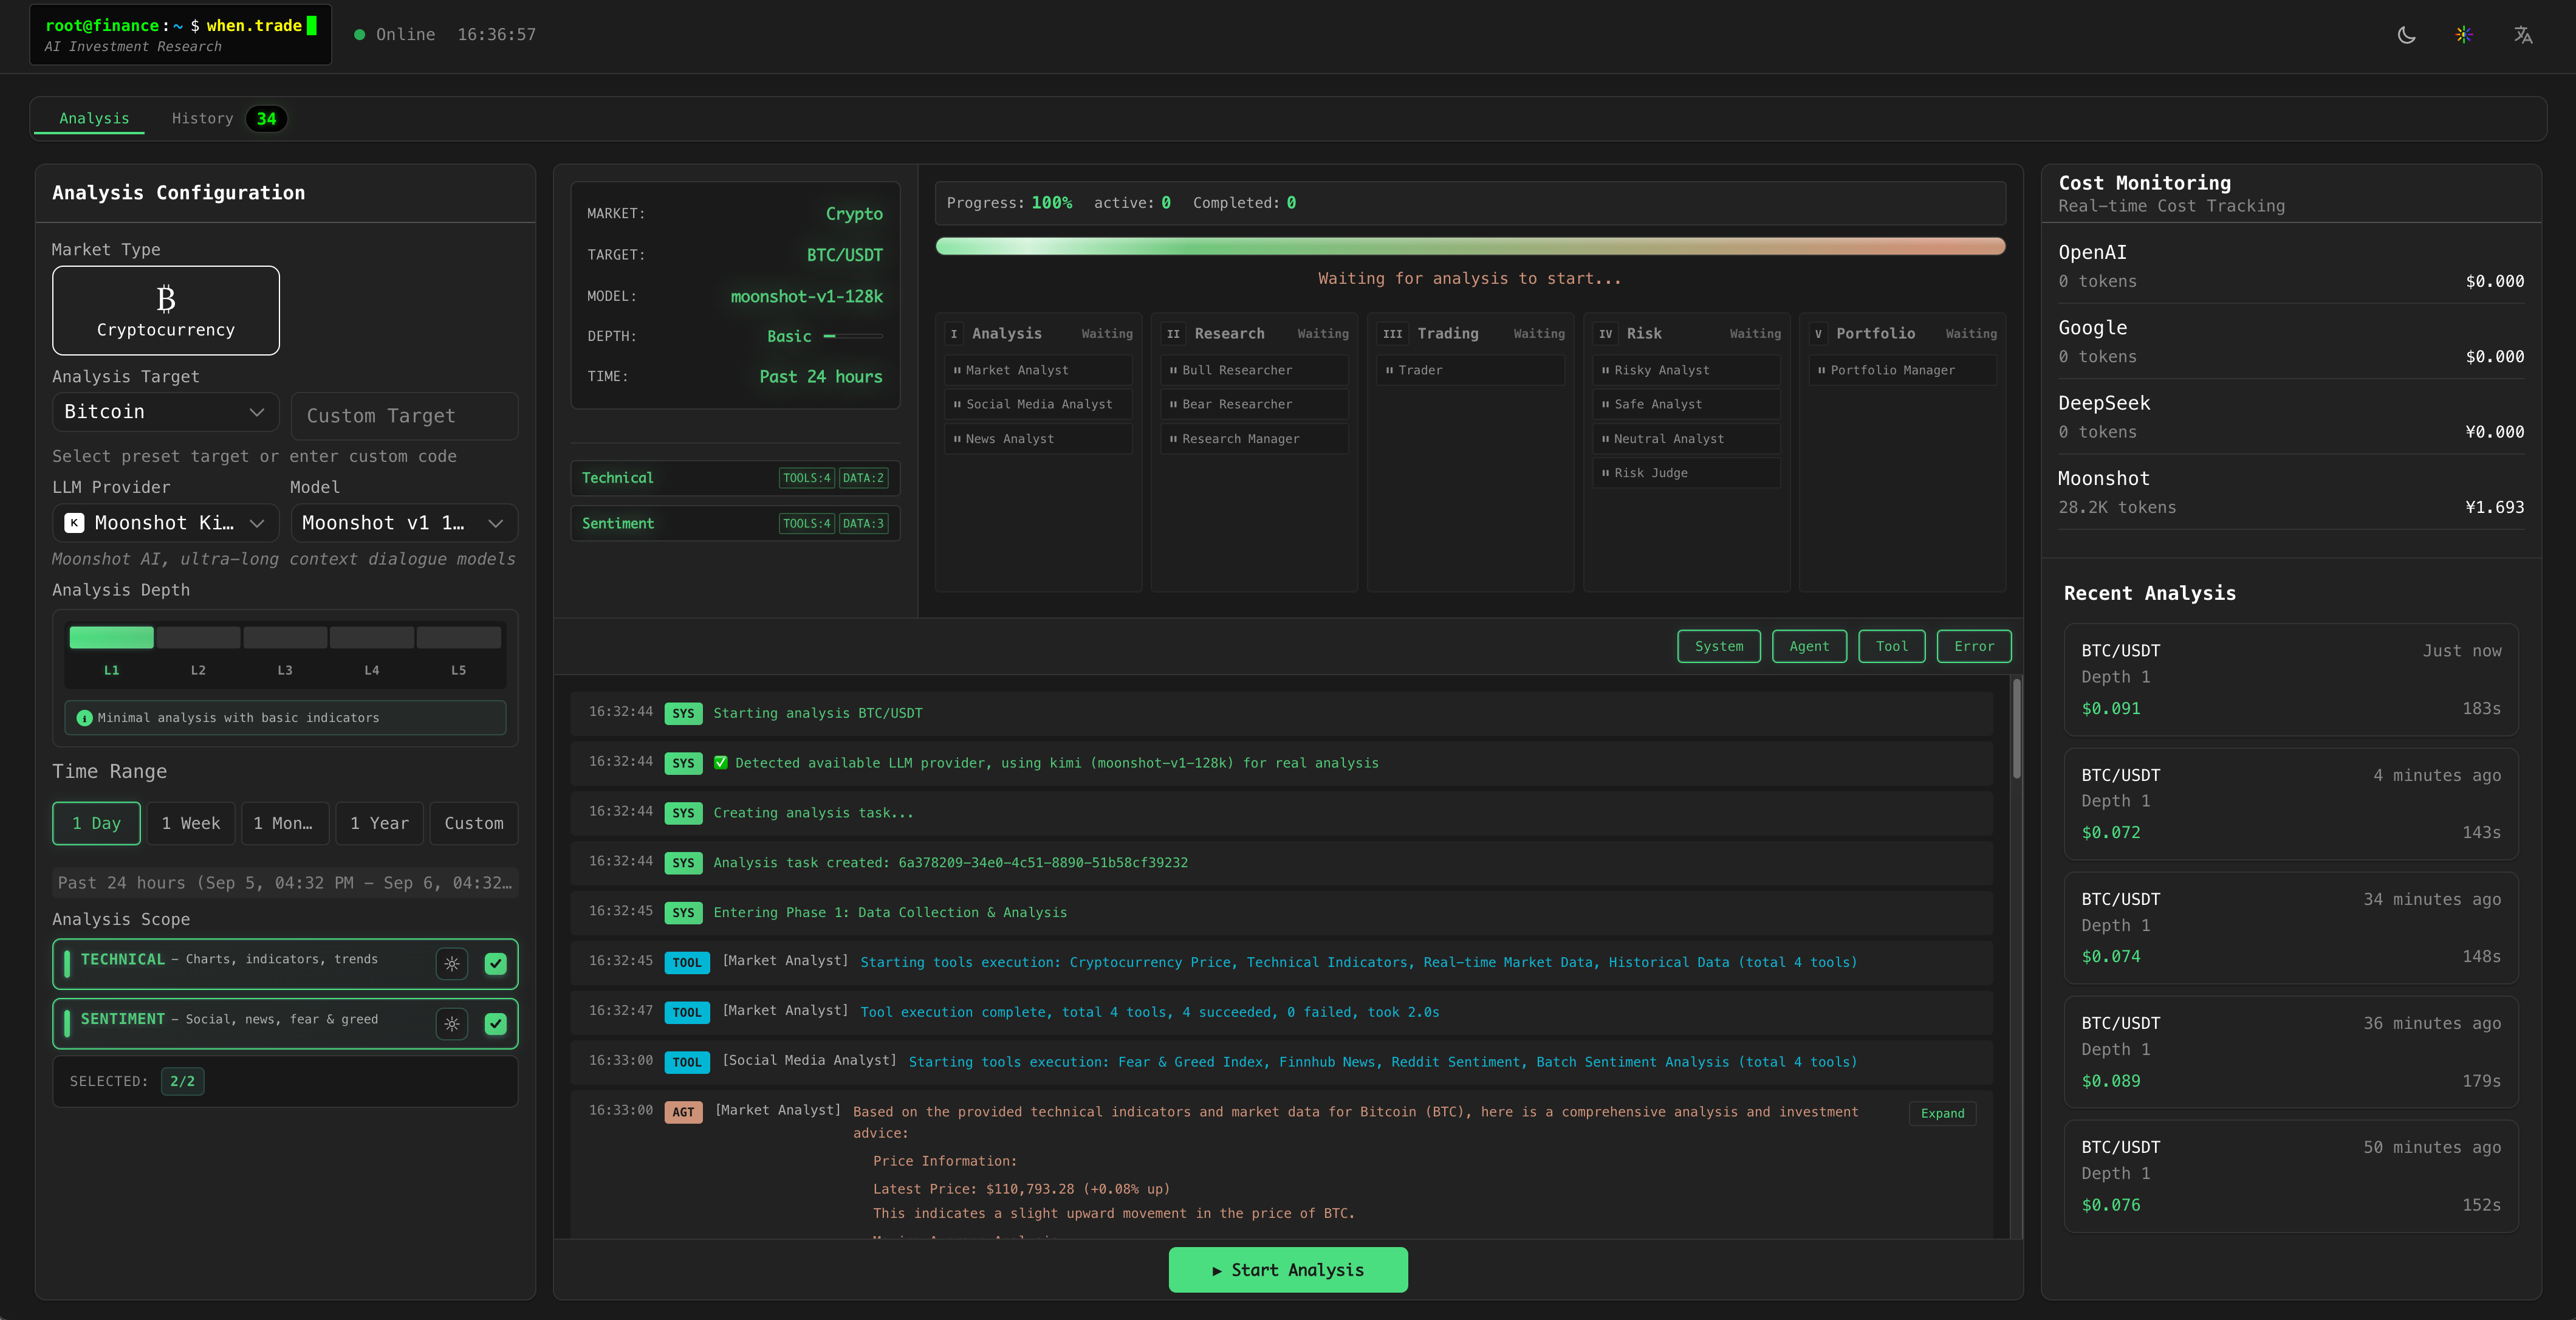 root@finance:~ $ when.trade
AI Investment Research
Online 16:36:57
Analysis History 34
Analysis Configuration
Market Type
₿
Cryptocurrency
Analysis Target
Bitcoin Custom Target
Select preset target or enter custom code
LLM Provider Model
K Moonshot Ki… Moonshot v1 1…
Moonshot AI, ultra-long context dialogue models
Analysis Depth
L1 L2 L3 L4 L5
Minimal analysis with basic indicators
Time Range
1 Day 1 Week 1 Mon… 1 Year Custom
Past 24 hours (Sep 5, 04:32 PM - Sep 6, 04:32…
Analysis Scope
TECHNICAL - Charts, indicators, trends
SENTIMENT - Social, news, fear & greed
SELECTED: 2/2
MARKET: Crypto
TARGET: BTC/USDT
MODEL: moonshot-v1-128k
DEPTH: Basic
TIME: Past 24 hours
Technical TOOLS:4 DATA:2
Sentiment TOOLS:4 DATA:3
Progress: 100% active: 0 Completed: 0
Waiting for analysis to start...
I Analysis Waiting
Market Analyst
Social Media Analyst
News Analyst
II Research Waiting
Bull Researcher
Bear Researcher
Research Manager
III Trading Waiting
Trader
IV Risk Waiting
Risky Analyst
Safe Analyst
Neutral Analyst
Risk Judge
V Portfolio Waiting
Portfolio Manager
System Agent Tool Error
16:32:44 SYS Starting analysis BTC/USDT
16:32:44 SYS ✅ Detected available LLM provider, using kimi (moonshot-v1-128k) for real analysis
16:32:44 SYS Creating analysis task...
16:32:44 SYS Analysis task created: 6a378209-34e0-4c51-8890-51b58cf39232
16:32:45 SYS Entering Phase 1: Data Collection & Analysis
16:32:45 TOOL [Market Analyst] Starting tools execution: Cryptocurrency Price, Technical Indicators, Real-time Market Data, Historical Data (total 4 tools)
16:32:47 TOOL [Market Analyst] Tool execution complete, total 4 tools, 4 succeeded, 0 failed, took 2.0s
16:33:00 TOOL [Social Media Analyst] Starting tools execution: Fear & Greed Index, Finnhub News, Reddit Sentiment, Batch Sentiment Analysis (total 4 tools)
16:33:00 AGT [Market Analyst] Based on the provided technical indicators and market data for Bitcoin (BTC), here is a comprehensive analysis and investment Expand
advice:
Price Information:
Latest Price: $110,793.28 (+0.08% up)
This indicates a slight upward movement in the price of BTC.
▶ Start Analysis
Cost Monitoring
Real-time Cost Tracking
OpenAI
0 tokens $0.000
Google
0 tokens $0.000
DeepSeek
0 tokens ¥0.000
Moonshot
28.2K tokens ¥1.693
Recent Analysis
BTC/USDT Just now
Depth 1
$0.091 183s
BTC/USDT 4 minutes ago
Depth 1
$0.072 143s
BTC/USDT 34 minutes ago
Depth 1
$0.074 148s
BTC/USDT 36 minutes ago
Depth 1
$0.089 179s
BTC/USDT 50 minutes ago
Depth 1
$0.076 152s